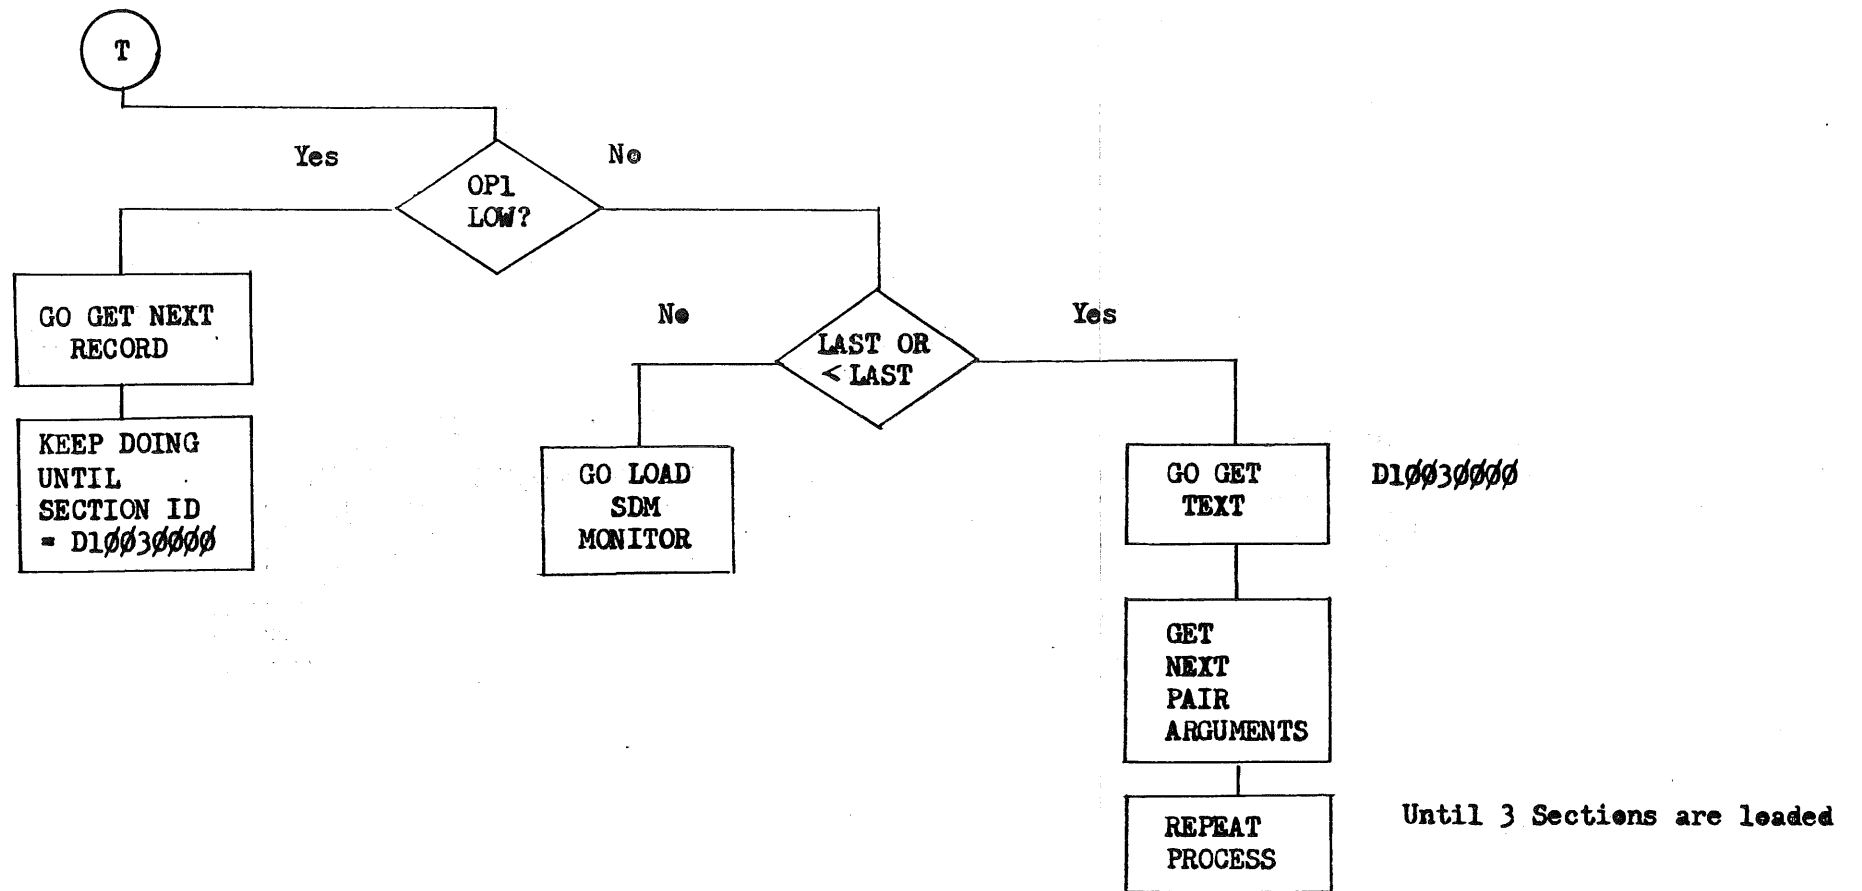 T
Yes
No
OP1
LOW?
GO GET NEXT
RECORD
No
Yes
LAST OR
< LAST
KEEP DOING
UNTIL
SECTION ID
= D1ØØ3ØØØØ
GO LOAD
SDM
MONITOR
GO GET
TEXT
D1ØØ3ØØØØ
GET
NEXT
PAIR
ARGUMENTS
REPEAT
PROCESS
Until 3 Sections are loaded